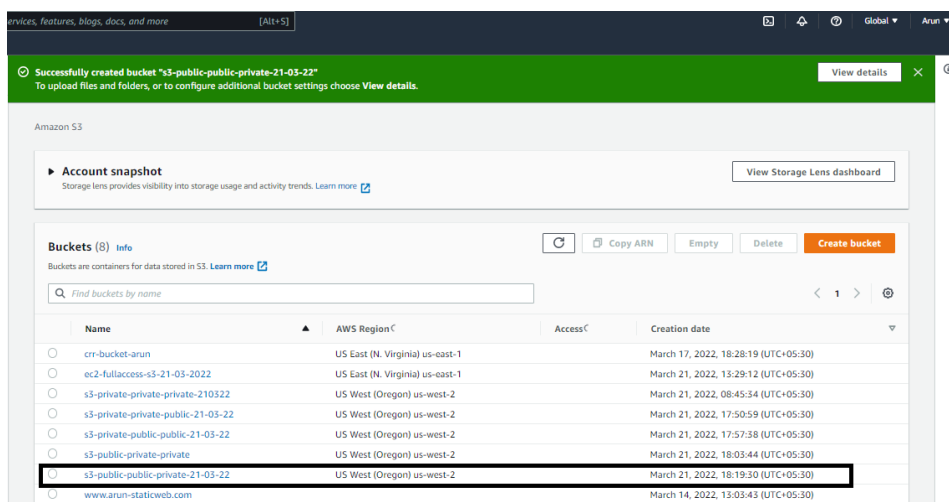 ervices, features, blogs, docs, and more [Alt+S] Global Arun
Successfully created bucket "s3-public-public-private-21-03-22" View details
To upload files and folders, or to configure additional bucket settings choose View details.
Amazon S3
Account snapshot View Storage Lens dashboard
Storage lens provides visibility into storage usage and activity trends. Learn more
Buckets (8) Info Copy ARN Empty Delete Create bucket
Buckets are containers for data stored in S3. Learn more
Find buckets by name 1
Name AWS Region Access Creation date
crr-bucket-arun US East (N. Virginia) us-east-1 March 17, 2022, 18:28:19 (UTC+05:30)
ec2-fullaccess-s3-21-03-2022 US East (N. Virginia) us-east-1 March 21, 2022, 13:29:12 (UTC+05:30)
s3-private-private-private-210322 US West (Oregon) us-west-2 March 21, 2022, 08:45:34 (UTC+05:30)
s3-private-private-public-21-03-22 US West (Oregon) us-west-2 March 21, 2022, 17:50:59 (UTC+05:30)
s3-private-public-public-21-03-22 US West (Oregon) us-west-2 March 21, 2022, 17:57:38 (UTC+05:30)
s3-public-private-private US West (Oregon) us-west-2 March 21, 2022, 18:03:44 (UTC+05:30)
s3-public-public-private-21-03-22 US West (Oregon) us-west-2 March 21, 2022, 18:19:30 (UTC+05:30)
www.arun-staticweb.com March 14, 2022, 13:03:43 (UTC+05:30)